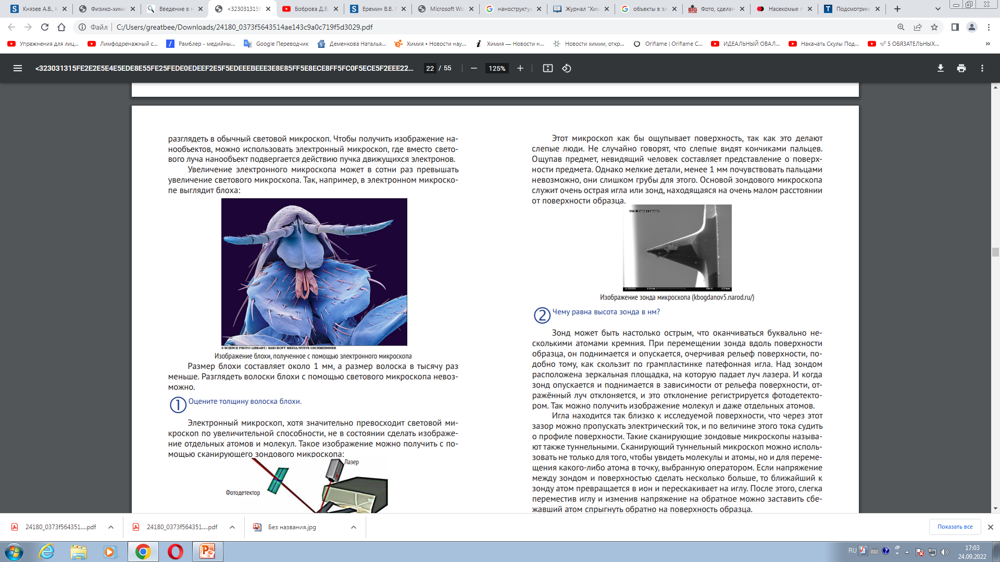 Князев А.В., К
Физико-хими
Введение в н
<323031315F
Боброва Д.В.
Еремин В.В. Р
Microsoft Wo
наноструктур
Журнал "Хим
объекты в эл
Фото, сделан
Насекомые п
Подсмотрим
Файл
C:/Users/greatbee/Downloads/24180_0373f5643514ae143c9a0c719f5d3029.pdf
Упражнения для лиц...
Лимфодренажный с...
Рамблер - медийны...
Google Переводчик
Деменкова Наталья...
Химия • Новости нау...
Химия — Новости н...
Новости химии, откр...
Oriflame | Oriflame C...
ИДЕАЛЬНЫЙ ОВАЛ...
Накачать Скулы Под...
✓ 5 ОБЯЗАТЕЛЬНЫХ...
»
<323031315FE2E2E5E4E5EDE8E55FE25FEDE0EDEEF2E5F5EDEEEBEEE3E8E85FF5E8ECE8FF5FC0F5ECE5F2EEE22...
22 / 55
125%
разглядеть в обычный световой микроскоп. Чтобы получить изображение на-
нообъектов, можно использовать электронный микроскоп, где вместо свето-
вого луча нанообъект подвергается действию пучка движущихся электронов.
Увеличение электронного микроскопа может в сотни раз превышать
увеличение светового микроскопа. Так, например, в электронном микроско-
пе выглядит блоха:
© SCIENCE PHOTO LIBRARY/ BARCROFT MEDIA/STEVE GSCHMEISSNER
Изображение блохи, полученное с помощью электронного микроскопа
Размер блохи составляет около 1 мм, а размер волоска в тысячу раз
меньше. Разглядеть волоски блохи с помощью светового микроскопа невоз-
можно.
1 Оцените толщину волоска блохи.
Электронный микроскоп, хотя значительно превосходит световой ми-
кроскоп по увеличительной способности, не в состоянии сделать изображе-
ние отдельных атомов и молекул. Такое изображение можно получить с по-
мощью сканирующего зондового микроскопа:
Лазер
Фотодетектор
Этот микроскоп как бы ощупывает поверхность, так как это делают
слепые люди. Не случайно говорят, что слепые видят кончиками пальцев.
Ощупав предмет, невидящий человек составляет представление о поверх-
ности предмета. Однако мелкие детали, менее 1 мм почувствовать пальцами
невозможно, они слишком грубы для этого. Основой зондового микроскопа
служит очень острая игла или зонд, находящаяся на очень малом расстоянии
от поверхности образца.
AFM Cantilever
x3000 10µm 8kV 22mm
Изображение зонда микроскопа (kbogdanov5.narod.ru/)
2 Чему равна высота зонда в нм?
Зонд может быть настолько острым, что оканчиваться буквально не-
сколькими атомами кремния. При перемещении зонда вдоль поверхности
образца, он поднимается и опускается, очерчивая рельеф поверхности, по-
добно тому, как скользит по грампластинке патефонная игла. Над зондом
расположена зеркальная площадка, на которую падает луч лазера. И когда
зонд опускается и поднимается в зависимости от рельефа поверхности, от-
ражённый луч отклоняется, и это отклонение регистрируется фотодетекто-
ром. Так можно получить изображение молекул и даже отдельных атомов.
Игла находится так близко к исследуемой поверхности, что через этот
зазор можно пропускать электрический ток, и по величине этого тока судить
о профиле поверхности. Такие сканирующие зондовые микроскопы называ-
ют также туннельными. Сканирующий туннельный микроскоп можно исполь-
зовать не только для того, чтобы увидеть молекулы и атомы, но и для переме-
щения какого-либо атома в точку, выбранную оператором. Если напряжение
между зондом и поверхностью сделать несколько больше, то ближайший к
зонду атом превращается в ион и перескакивает на иглу. После этого, слегка
переместив иглу и изменив напряжение на обратное можно заставить сбе-
жавший атом спрыгнуть обратно на поверхность образца.
24180_0373f564351....pdf
24180_0373f564351....pdf
Без названия.jpg
Показать все
RU
17:03
24.09.2022